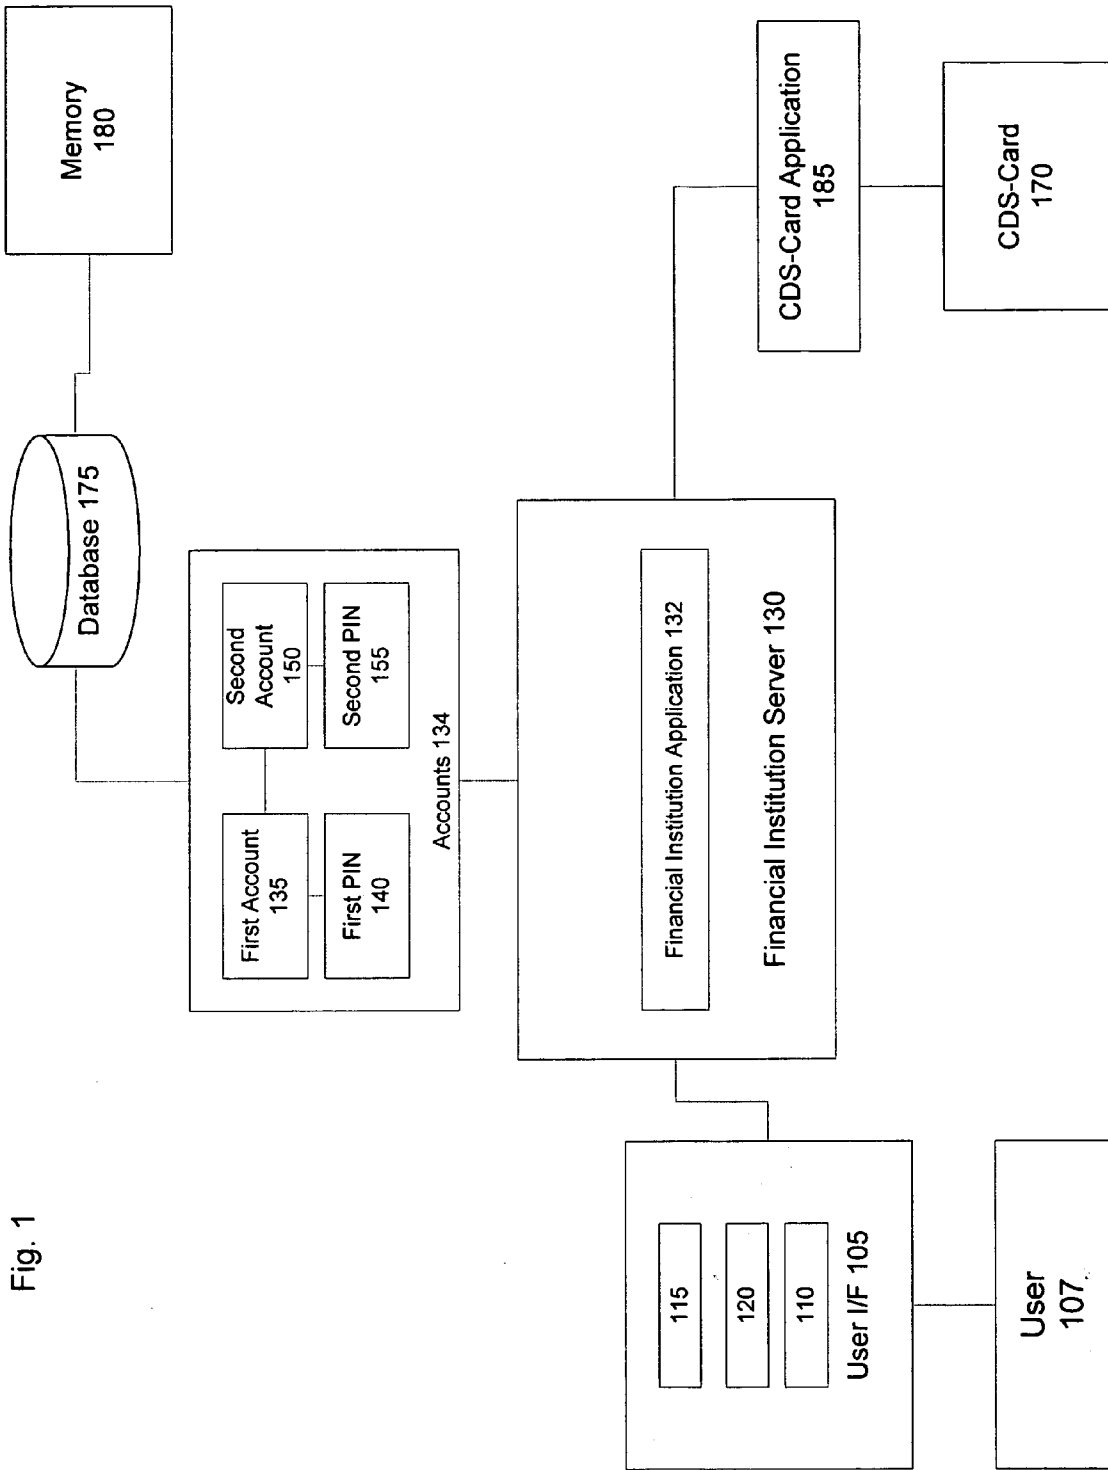 Fig. 1
Memory
180
Database 175
First Account
135
First PIN
140
Second
Account
150
Second PIN
155
Accounts 134
Financial Institution Application 132
Financial Institution Server 130
115
120
110
User I/F 105
User
107
CDS-Card Application
185
CDS-Card
170